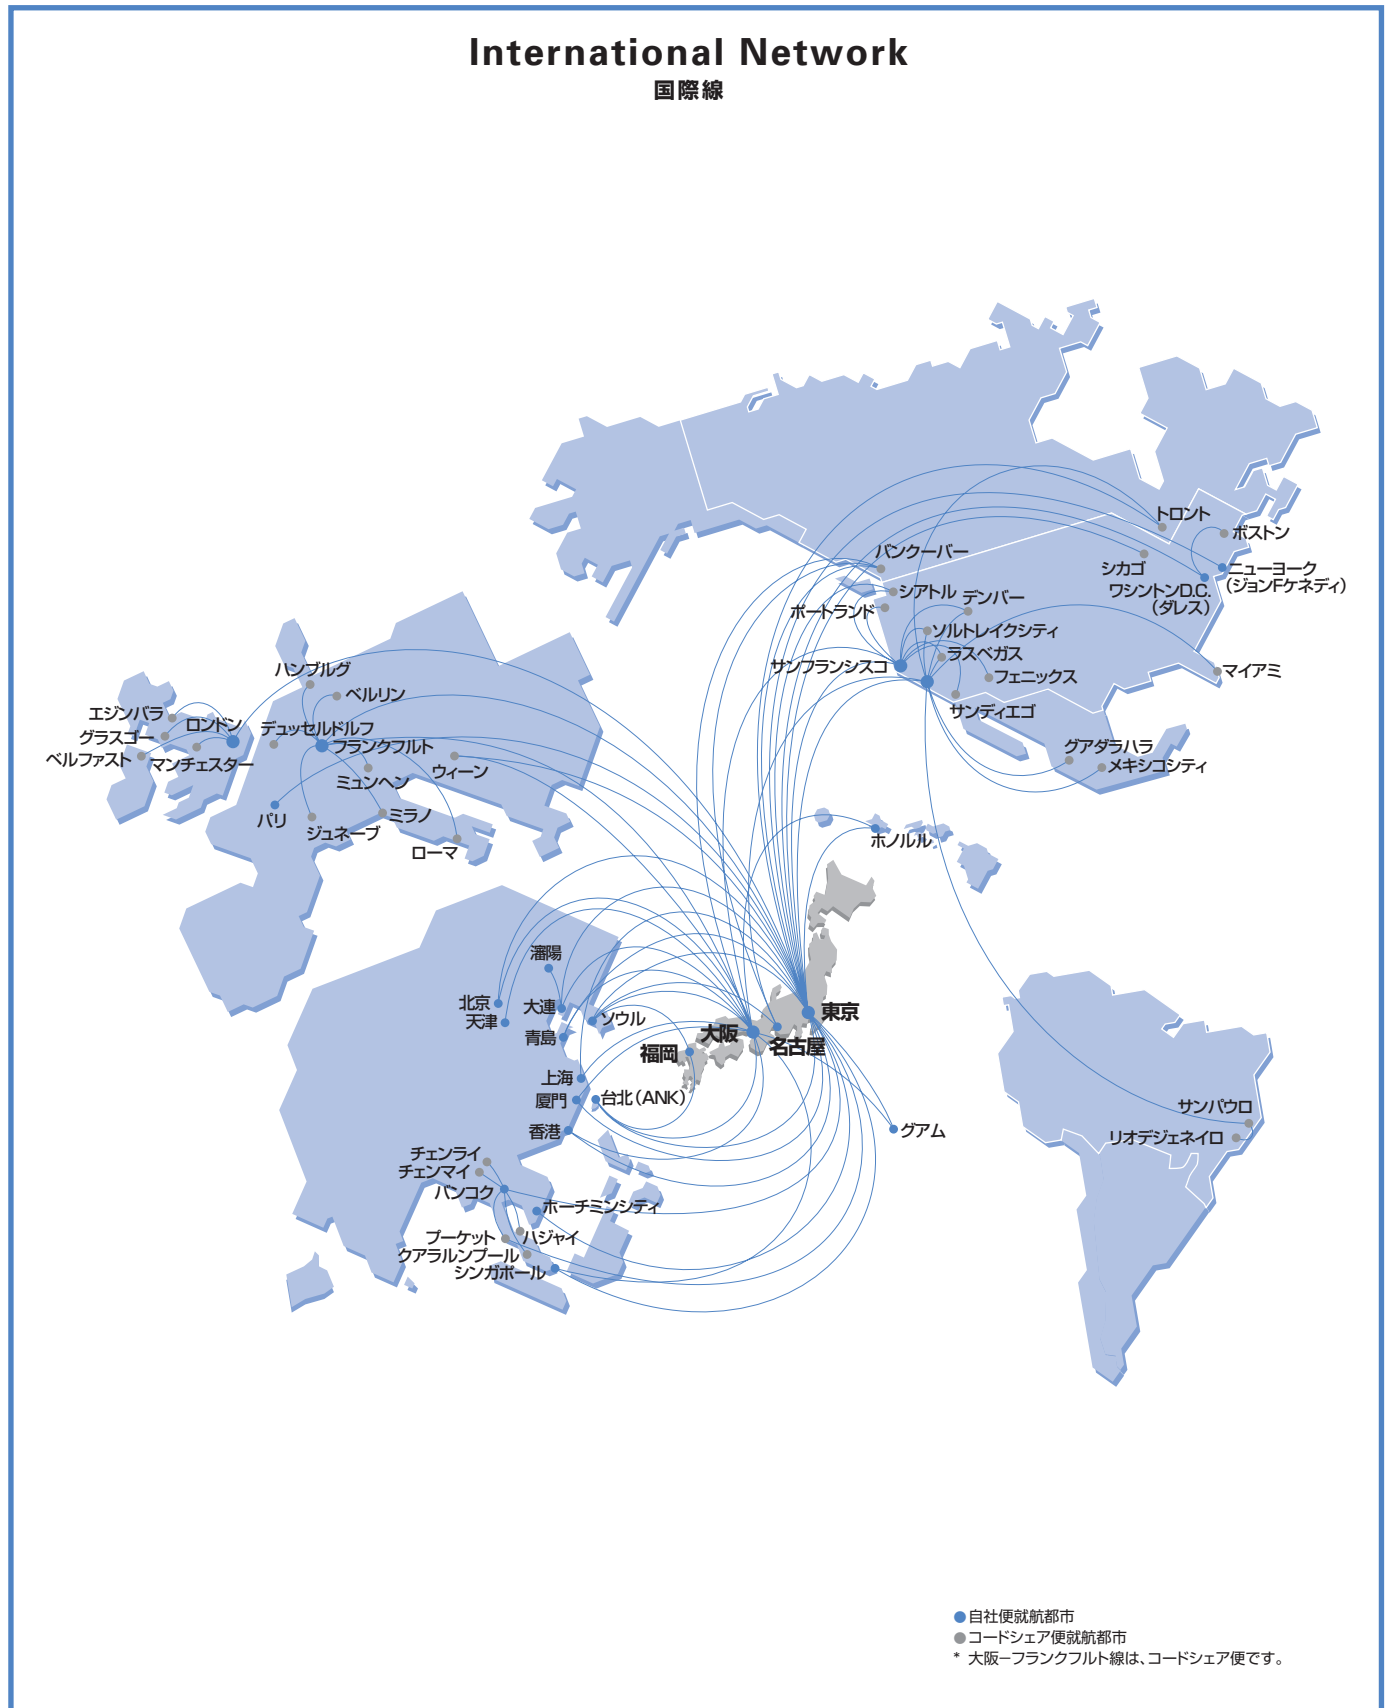 International Network
国際線
トロント
ボストン
バンクーバー
シカゴ
ニューヨーク
(ジョンFケネディ)
ワシントンD.C.
(ダレス)
シアトル
デンバー
ポートランド
ソルトレイクシティ
ラスベガス
サンフランシスコ
フェニックス
マイアミ
サンディエゴ
グアダラハラ
メキシコシティ
ハンブルグ
ベルリン
エジンバラ
ロンドン
デュッセルドルフ
グラスゴー
フランクフルト
ベルファスト
マンチェスター
ウィーン
ミュンヘン
パリ
ジュネーブ
ミラノ
ローマ
ホノルル
瀋陽
北京
大連
天津
ソウル
青島
東京
大阪
名古屋
福岡
上海
厦門
台北(ANK)
香港
グアム
サンパウロ
リオデジェネイロ
チェンライ
チェンマイ
バンコク
ホーチミンシティ
プーケット
ハジャイ
クアラルンプール
シンガポール
●自社便就航都市
●コードシェア便就航都市
* 大阪−フランクフルト線は、コードシェア便です。